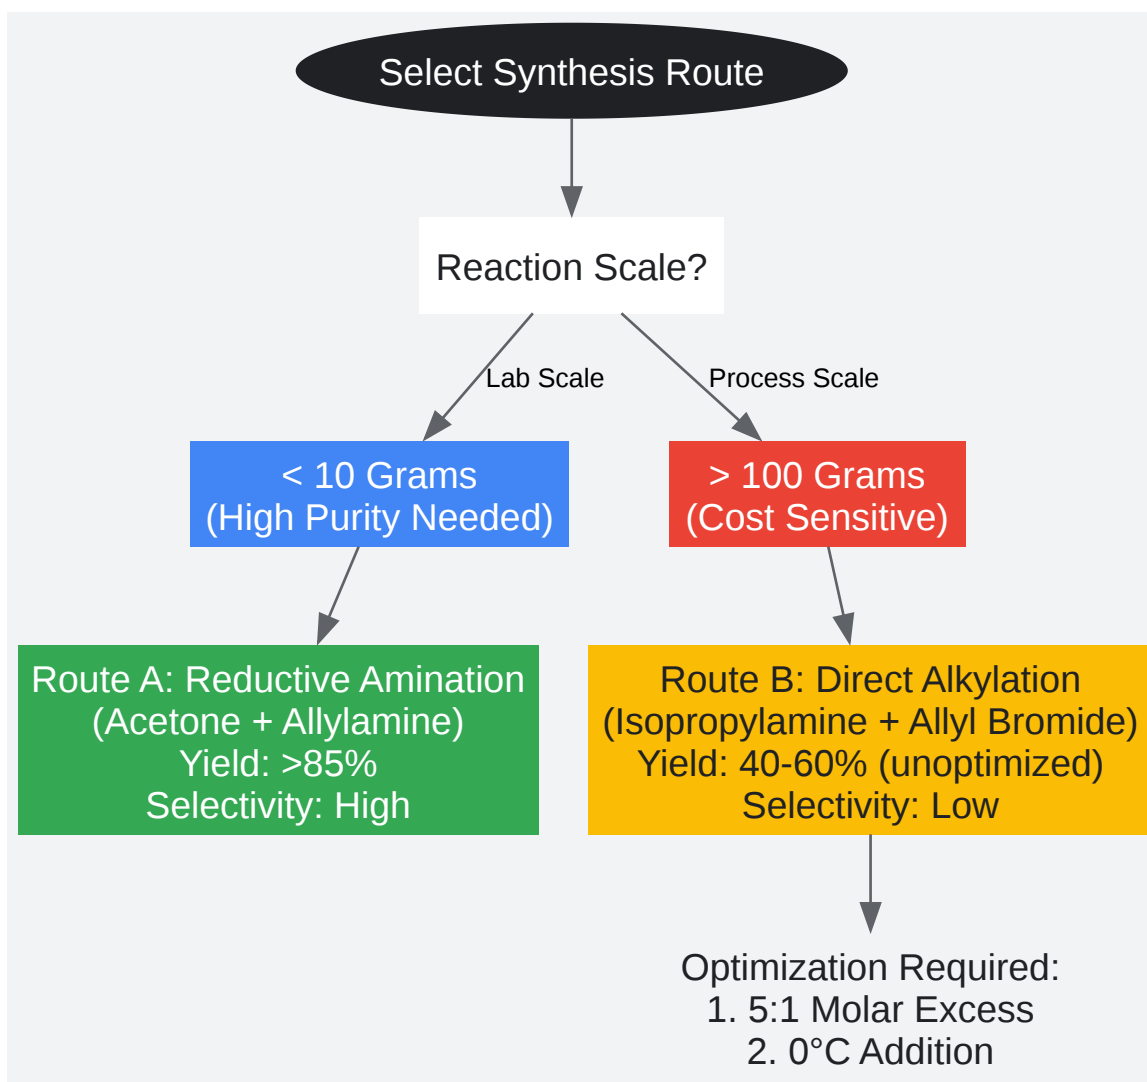 Select Synthesis Route
Reaction Scale?
Lab Scale
Process Scale
< 10 Grams
(High Purity Needed)
> 100 Grams
(Cost Sensitive)
Route A: Reductive Amination
(Acetone + Allylamine)
Yield: >85%
Selectivity: High
Route B: Direct Alkylation
(Isopropylamine + Allyl Bromide)
Yield: 40-60% (unoptimized)
Selectivity: Low
Optimization Required:
1. 5:1 Molar Excess
2. 0°C Addition